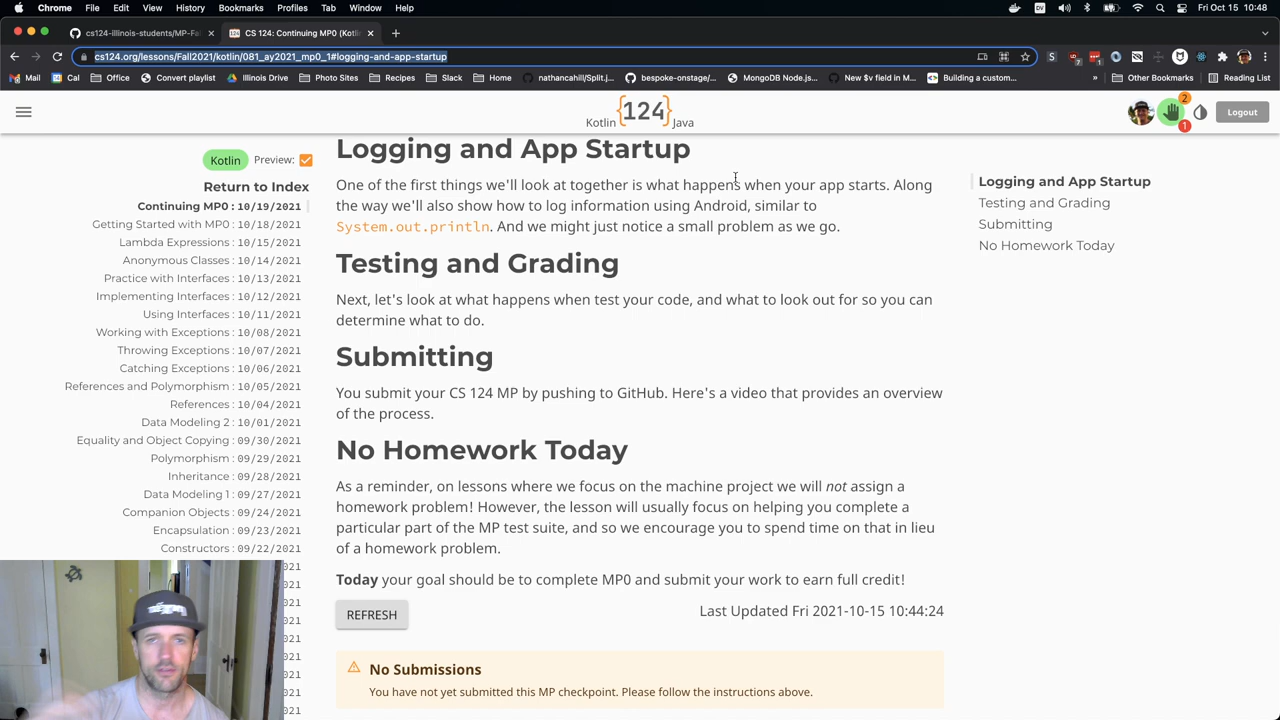 Chrome File Edit View History Bookmarks Profiles Tab Window Help
Fri Oct 15 10:48
cs124-illinois-students/MP-Fa
CS 124: Continuing MP0 (Kotlin
cs124.org/lessons/Fall2021/kotlin/081_ay2021_mp0_1#logging-and-app-startup
Mail Cal Office Convert playlist Illinois Drive Photo Sites Recipes Slack Home nathancahill/Split.j... bespoke-onstage/... MongoDB Node.js... New $v field in M... Building a custom... » Other Bookmarks Reading List
Kotlin {124} Java
2
1
Logout
Kotlin Preview:
Return to Index
Continuing MP0 : 10/19/2021
Getting Started with MP0 : 10/18/2021
Lambda Expressions : 10/15/2021
Anonymous Classes : 10/14/2021
Practice with Interfaces : 10/13/2021
Implementing Interfaces : 10/12/2021
Using Interfaces : 10/11/2021
Working with Exceptions : 10/08/2021
Throwing Exceptions : 10/07/2021
Catching Exceptions : 10/06/2021
References and Polymorphism : 10/05/2021
References : 10/04/2021
Data Modeling 2 : 10/01/2021
Equality and Object Copying : 09/30/2021
Polymorphism : 09/29/2021
Inheritance : 09/28/2021
Data Modeling 1 : 09/27/2021
Companion Objects : 09/24/2021
Encapsulation : 09/23/2021
Constructors : 09/22/2021
021
021
021
021
021
021
021
021
021
Logging and App Startup
One of the first things we'll look at together is what happens when your app starts. Along
the way we'll also show how to log information using Android, similar to
System.out.println. And we might just notice a small problem as we go.
Testing and Grading
Next, let's look at what happens when test your code, and what to look out for so you can
determine what to do.
Submitting
You submit your CS 124 MP by pushing to GitHub. Here's a video that provides an overview
of the process.
No Homework Today
As a reminder, on lessons where we focus on the machine project we will not assign a
homework problem! However, the lesson will usually focus on helping you complete a
particular part of the MP test suite, and so we encourage you to spend time on that in lieu
of a homework problem.
Today your goal should be to complete MP0 and submit your work to earn full credit!
REFRESH
Last Updated Fri 2021-10-15 10:44:24
No Submissions
You have not yet submitted this MP checkpoint. Please follow the instructions above.
Logging and App Startup
Testing and Grading
Submitting
No Homework Today